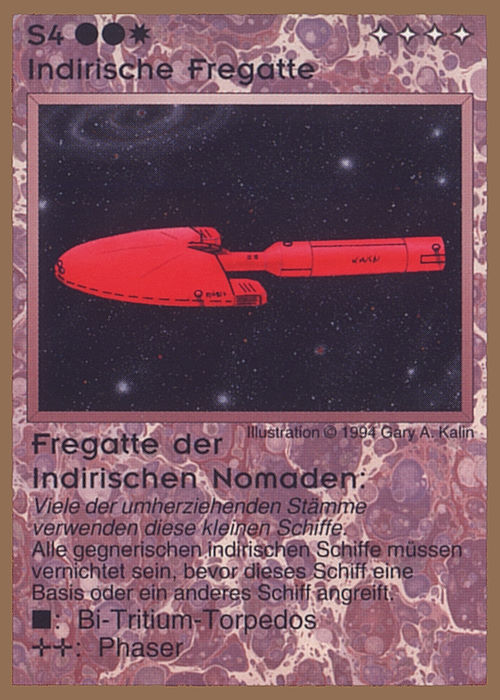 S4
Indirische Fregatte
Illustration © 1994 Gary A. Kalin
Fregatte der
Indirischen Nomaden:
Viele der umherziehenden Stämme
verwenden diese kleinen Schiffe.
Alle gegnerischen indirischen Schiffe müssen
vernichtet sein, bevor dieses Schiff eine
Basis oder ein anderes Schiff angreift.
■: Bi-Tritium-Torpedos
✛✛: Phaser